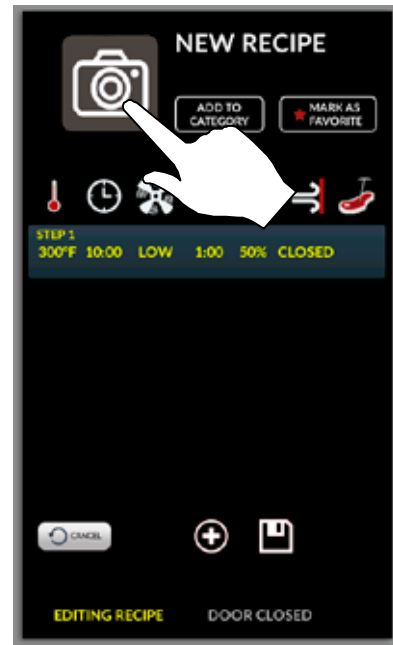 NEW RECIPE
ADD TO
CATEGORY
MARK AS
FAVORITE
STEP 1
300°F 10:00 LOW 1:00 50% CLOSED
CANCEL
EDITING RECIPE DOOR CLOSED